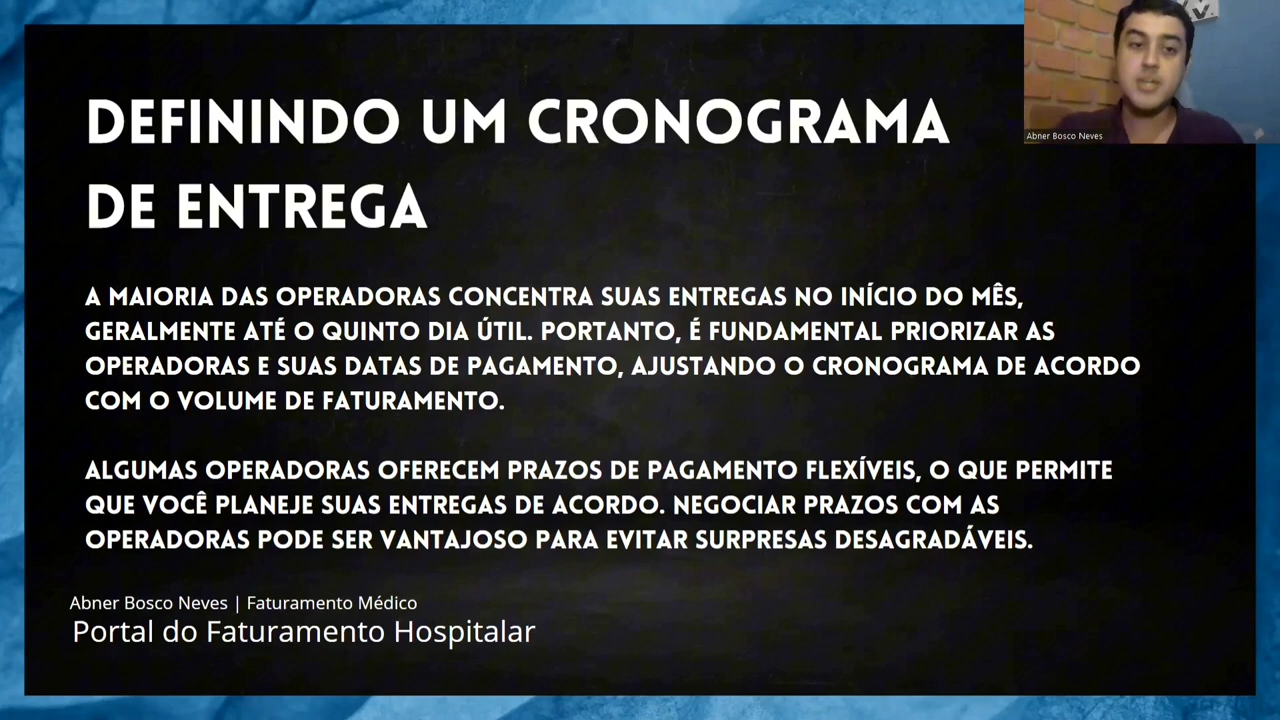 DEFININDO UM CRONOGRAMA
DE ENTREGA
A MAIORIA DAS OPERADORAS CONCENTRA SUAS ENTREGAS NO INÍCIO DO MÊS,
GERALMENTE ATÉ O QUINTO DIA ÚTIL. PORTANTO, É FUNDAMENTAL PRIORIZAR AS
OPERADORAS E SUAS DATAS DE PAGAMENTO, AJUSTANDO O CRONOGRAMA DE ACORDO
COM O VOLUME DE FATURAMENTO.
ALGUMAS OPERADORAS OFERECEM PRAZOS DE PAGAMENTO FLEXÍVEIS, O QUE PERMITE
QUE VOCÊ PLANEJE SUAS ENTREGAS DE ACORDO. NEGOCIAR PRAZOS COM AS
OPERADORAS PODE SER VANTAJOSO PARA EVITAR SURPRESAS DESAGRADÁVEIS.
Abner Bosco Neves | Faturamento Médico
Portal do Faturamento Hospitalar
Abner Bosco Neves